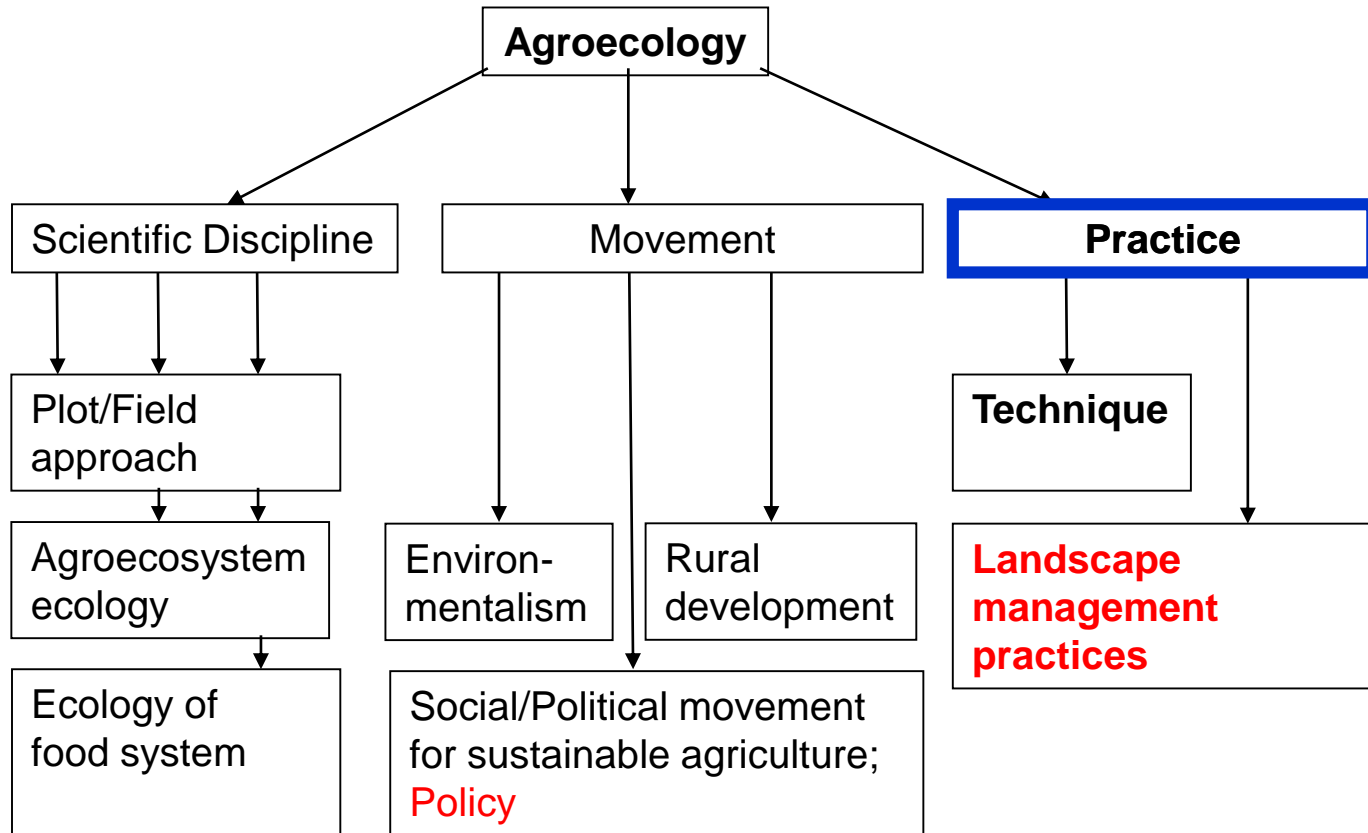 Agroecology
Scientific Discipline
Movement
Practice
Plot/Field
approach
Technique
Agroecosystem
ecology
Environ-
mentalism
Rural
development
Landscape
management
practices
Ecology of
food system
Social/Political movement
for sustainable agriculture;
Policy